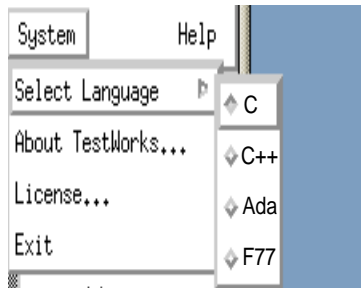 System Help
Select Language
About TestWorks...
License...
Exit
C
C++
Ada
F77